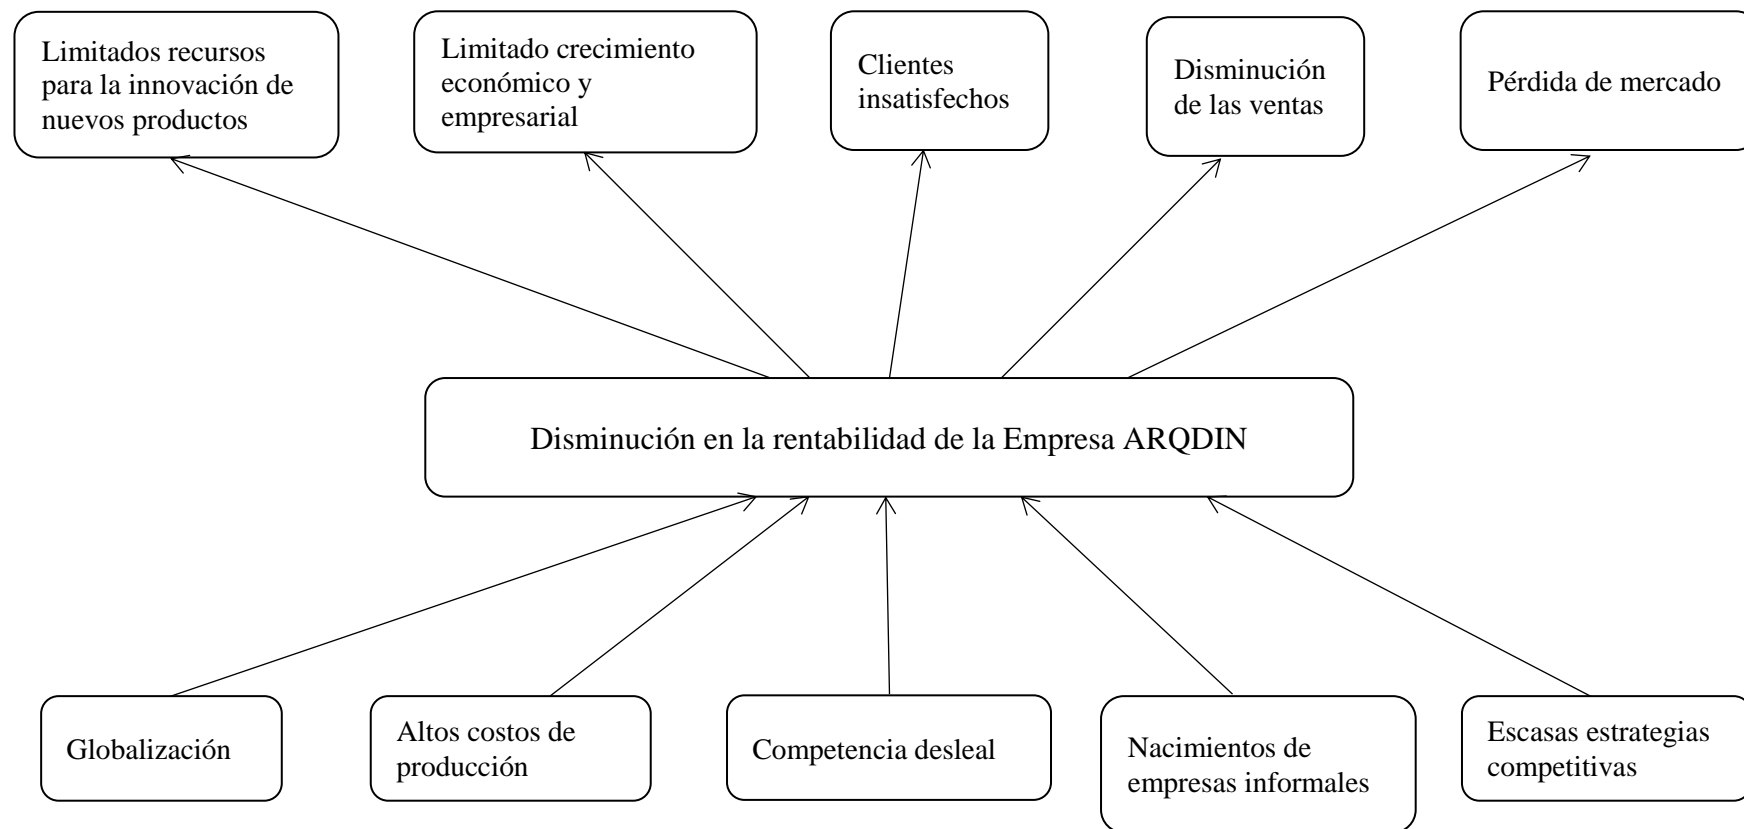 Limitados recursos
para la innovación de
nuevos productos
Limitado crecimiento
económico y
empresarial
Clientes
insatisfechos
Disminución
de las ventas
Pérdida de mercado
Disminución en la rentabilidad de la Empresa ARQDIN
Globalización
Altos costos de
producción
Competencia desleal
Nacimientos de
empresas informales
Escasas estrategias
competitivas